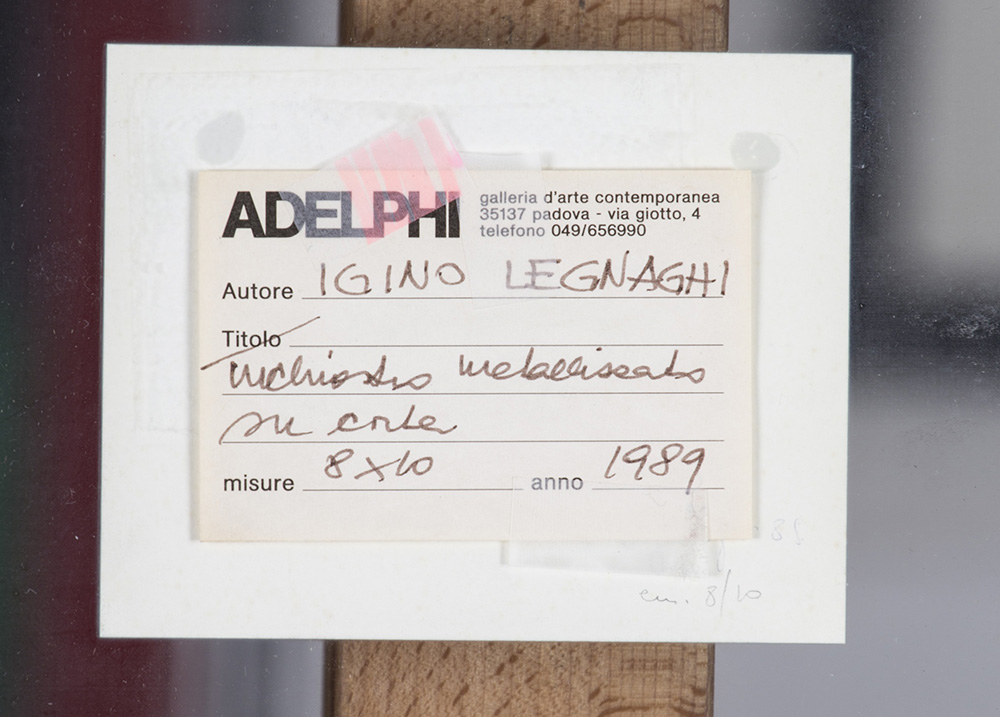 ADELPHI
galleria d'arte contemporanea
35137 padova - via giotto, 4
telefono 049/656990
Autore IGINO LEGNAGHI
Titolo
inchiostro metallizzato
su carta
misure 8x10 anno 1989
cm. 8/10